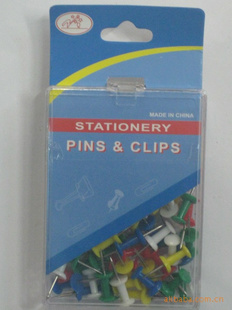 MADE IN CHINA
STATIONERY
PINS & CLIPS